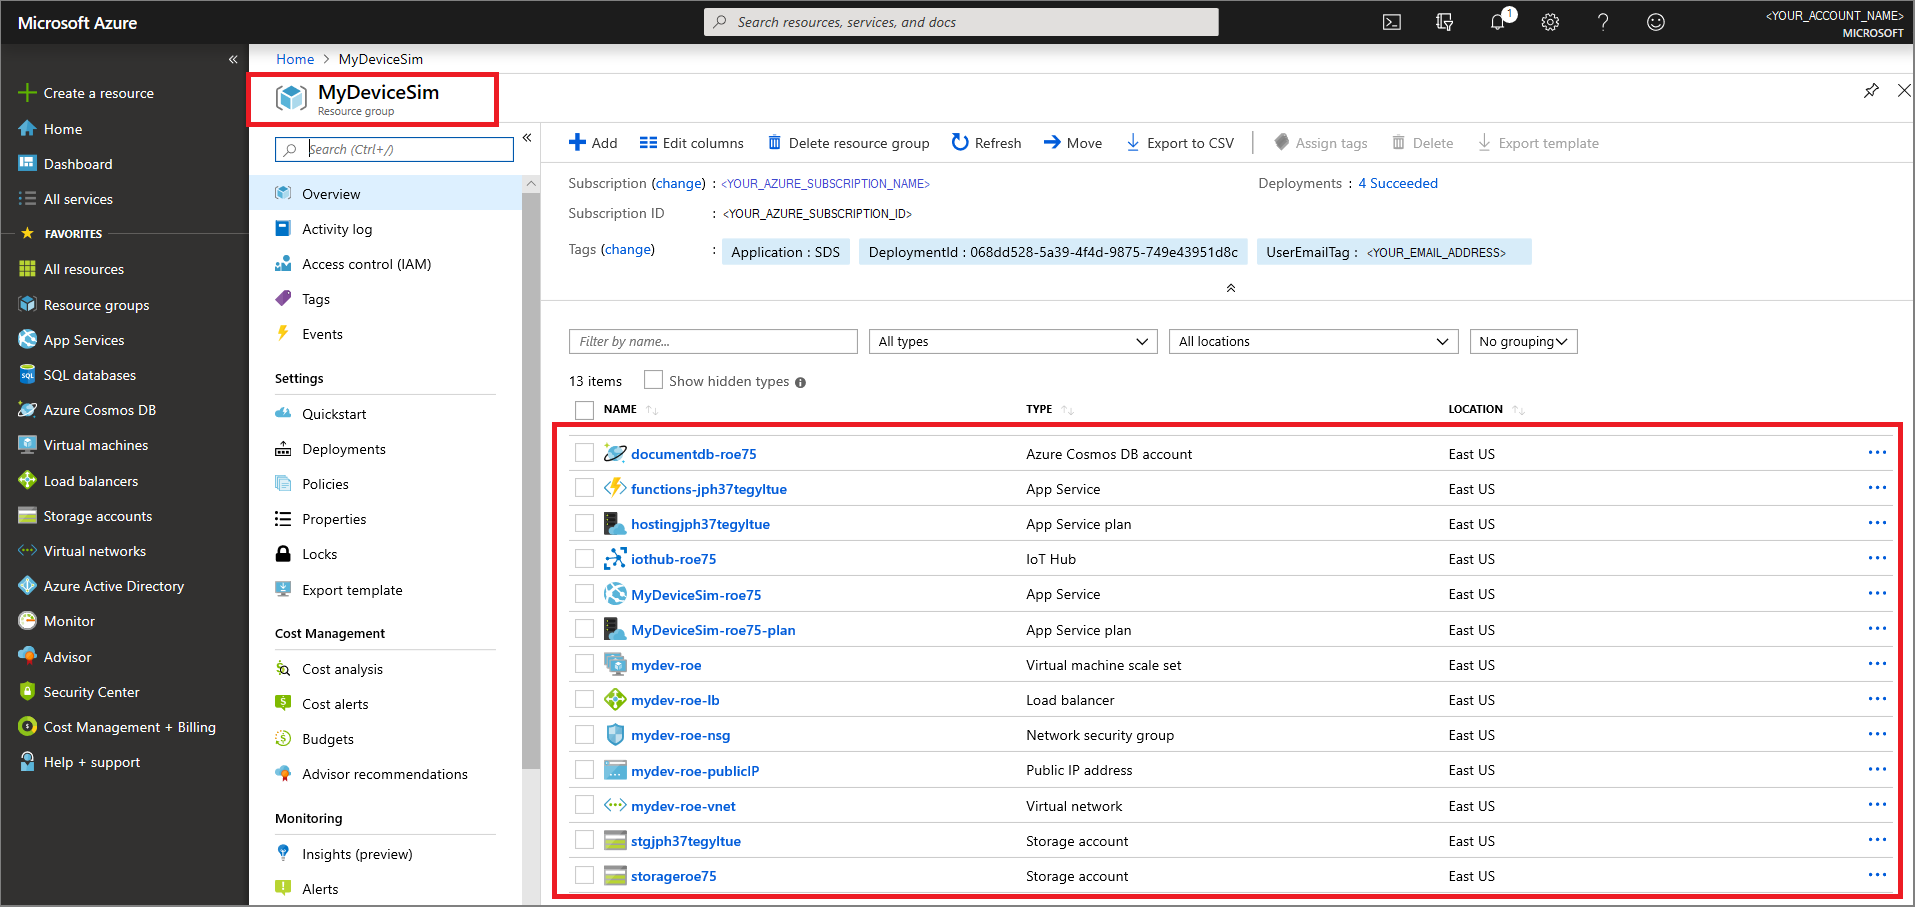 Microsoft Azure
Search resources, services, and docs
1
<YOUR_ACCOUNT_NAME>
MICROSOFT
Create a resource
Home
Dashboard
All services
FAVORITES
All resources
Resource groups
App Services
SQL databases
Azure Cosmos DB
Virtual machines
Load balancers
Storage accounts
Virtual networks
Azure Active Directory
Monitor
Advisor
Security Center
Cost Management + Billing
Help + support
Home > MyDeviceSim
MyDeviceSim
Resource group
Search (Ctrl+/)
Overview
Activity log
Access control (IAM)
Tags
Events
Settings
Quickstart
Deployments
Policies
Properties
Locks
Export template
Cost Management
Cost analysis
Cost alerts
Budgets
Advisor recommendations
Monitoring
Insights (preview)
Alerts
Add Edit columns Delete resource group Refresh Move Export to CSV Assign tags Delete Export template
Subscription (change) : <YOUR_AZURE_SUBSCRIPTION_NAME> Deployments : 4 Succeeded
Subscription ID : <YOUR_AZURE_SUBSCRIPTION_ID>
Tags (change) : Application : SDS DeploymentId : 068dd528-5a39-4f4d-9875-749e43951d8c UserEmailTag : <YOUR_EMAIL_ADDRESS>
Filter by name... All types All locations No grouping
13 items Show hidden types
NAME TYPE LOCATION
documentdb-roe75 Azure Cosmos DB account East US
functions-jph37tegyltue App Service East US
hostingjph37tegyltue App Service plan East US
iothub-roe75 IoT Hub East US
MyDeviceSim-roe75 App Service East US
MyDeviceSim-roe75-plan App Service plan East US
mydev-roe Virtual machine scale set East US
mydev-roe-lb Load balancer East US
mydev-roe-nsg Network security group East US
mydev-roe-publicIP Public IP address East US
mydev-roe-vnet Virtual network East US
stgjph37tegyltue Storage account East US
storageroe75 Storage account East US